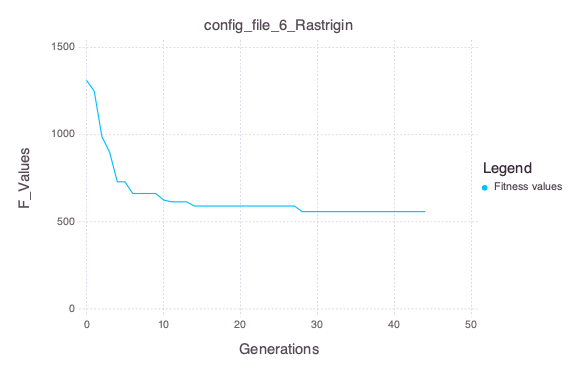 config_file_6_Rastrigin
1500
1000
500
0
F_Values
0 10 20 30 40 50
Generations
Legend
Fitness values